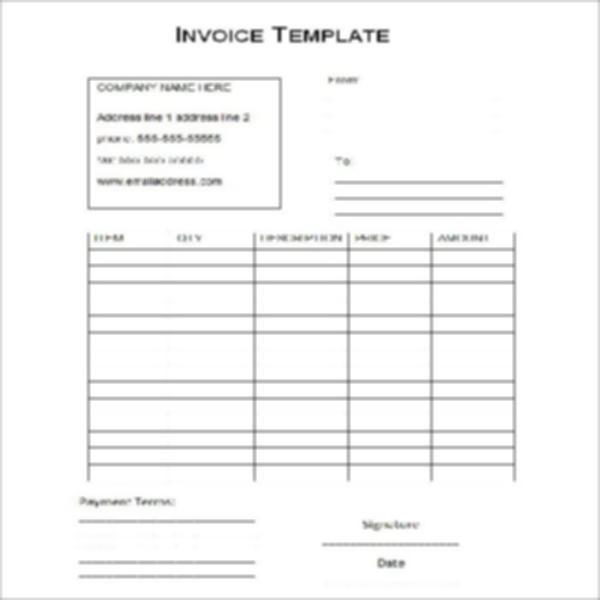 INVOICE TEMPLATE
COMPANY NAME HERE
Address line 1 address line 2
phone: 555-555-55555
www.emailaddress.com
From:
To:
ITEM QTY DESCRIPTION PRICE AMOUNT
Payment Terms:
Signature
Date